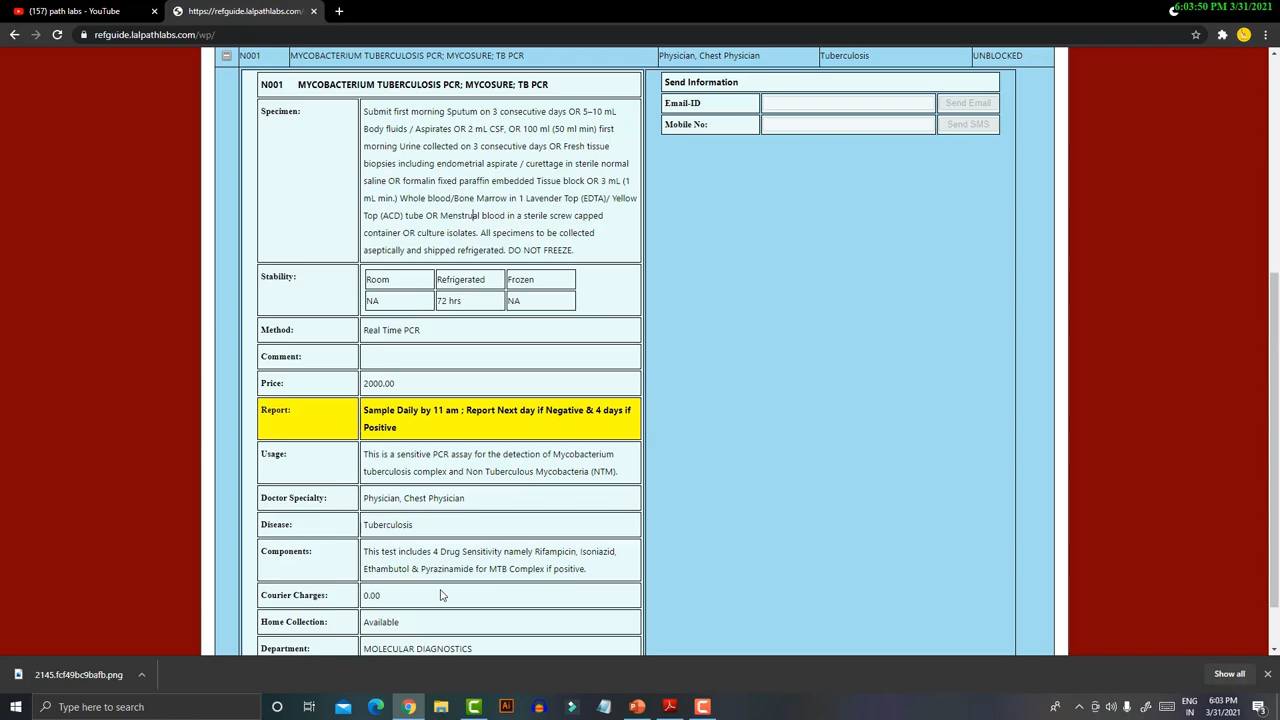 6:03:50 PM 3/31/2021
(157) path labs - YouTube
https://refguide.lalpathlabs.com/
refguide.lalpathlabs.com/wp/
N001 MYCOBACTERIUM TUBERCULOSIS PCR; MYCOSURE; TB PCR Physician, Chest Physician Tuberculosis UNBLOCKED
N001 MYCOBACTERIUM TUBERCULOSIS PCR; MYCOSURE; TB PCR
Specimen: Submit first morning Sputum on 3 consecutive days OR 5–10 mL
Body fluids / Aspirates OR 2 mL CSF, OR 100 ml (50 ml min) first
morning Urine collected on 3 consecutive days OR Fresh tissue
biopsies including endometrial aspirate / curettage in sterile normal
saline OR formalin fixed paraffin embedded Tissue block OR 3 mL (1
mL min.) Whole blood/Bone Marrow in 1 Lavender Top (EDTA)/ Yellow
Top (ACD) tube OR Menstrual blood in a sterile screw capped
container OR culture isolates. All specimens to be collected
aseptically and shipped refrigerated. DO NOT FREEZE.
Stability: Room Refrigerated Frozen
NA 72 hrs NA
Method: Real Time PCR
Comment:
Price: 2000.00
Report: Sample Daily by 11 am ; Report Next day if Negative & 4 days if
Positive
Usage: This is a sensitive PCR assay for the detection of Mycobacterium
tuberculosis complex and Non Tuberculous Mycobacteria (NTM).
Doctor Specialty: Physician, Chest Physician
Disease: Tuberculosis
Components: This test includes 4 Drug Sensitivity namely Rifampicin, Isoniazid,
Ethambutol & Pyrazinamide for MTB Complex if positive.
Courier Charges: 0.00
Home Collection: Available
Department: MOLECULAR DIAGNOSTICS
Send Information
Email-ID Send Email
Mobile No: Send SMS
2145.fcf49bc9bafb.png
Show all
Type here to search
ENG
IN
6:03 PM
3/31/2021